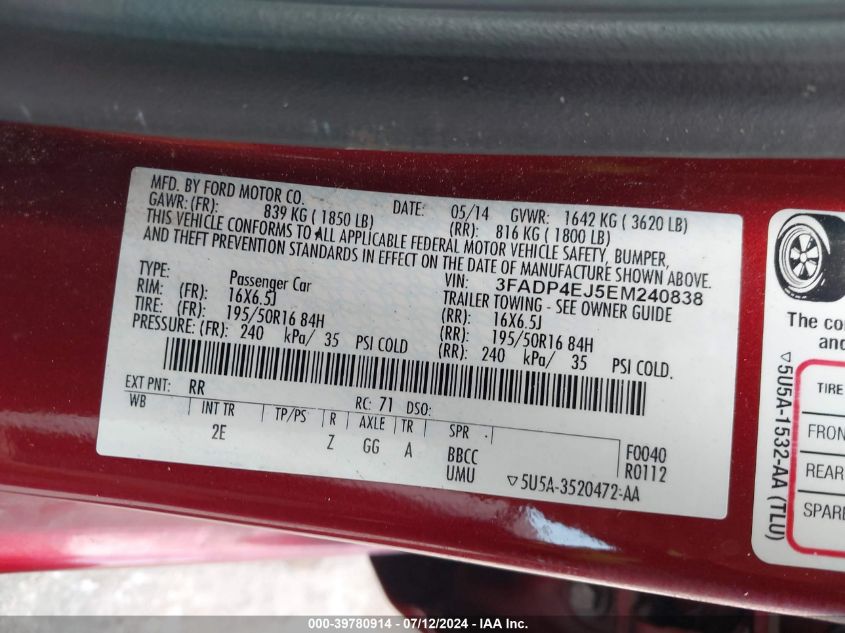 MFD. BY FORD MOTOR CO. DATE: 05/14 GVWR: 1642 KG ( 3620 LB)
GAWR: (FR): 839 KG ( 1850 LB) (RR): 816 KG ( 1800 LB)
THIS VEHICLE CONFORMS TO ALL APPLICABLE FEDERAL MOTOR VEHICLE SAFETY, BUMPER,
AND THEFT PREVENTION STANDARDS IN EFFECT ON THE DATE OF MANUFACTURE SHOWN ABOVE.
VIN: 3FADP4EJ5EM240838
TYPE: Passenger Car TRAILER TOWING - SEE OWNER GUIDE
RIM: (FR): 16X6.5J (RR): 16X6.5J
TIRE: (FR): 195/50R16 84H (RR): 195/50R16 84H
PRESSURE: (FR): 240 kPa/ 35 PSI COLD (RR): 240 kPa/ 35 PSI COLD.
EXT PNT: RR RC: 71 DSO:
WB INT TR TP/PS R AXLE TR SPR
2E Z GG A BBCC F0040
UMU R0112
▽5U5A-3520472-AA
The con
and
TIRE
FRON
REAR
SPARE
▽5U5A-1532-AA (TLU)
000-39780914 - 07/12/2024 - IAAI.COM.